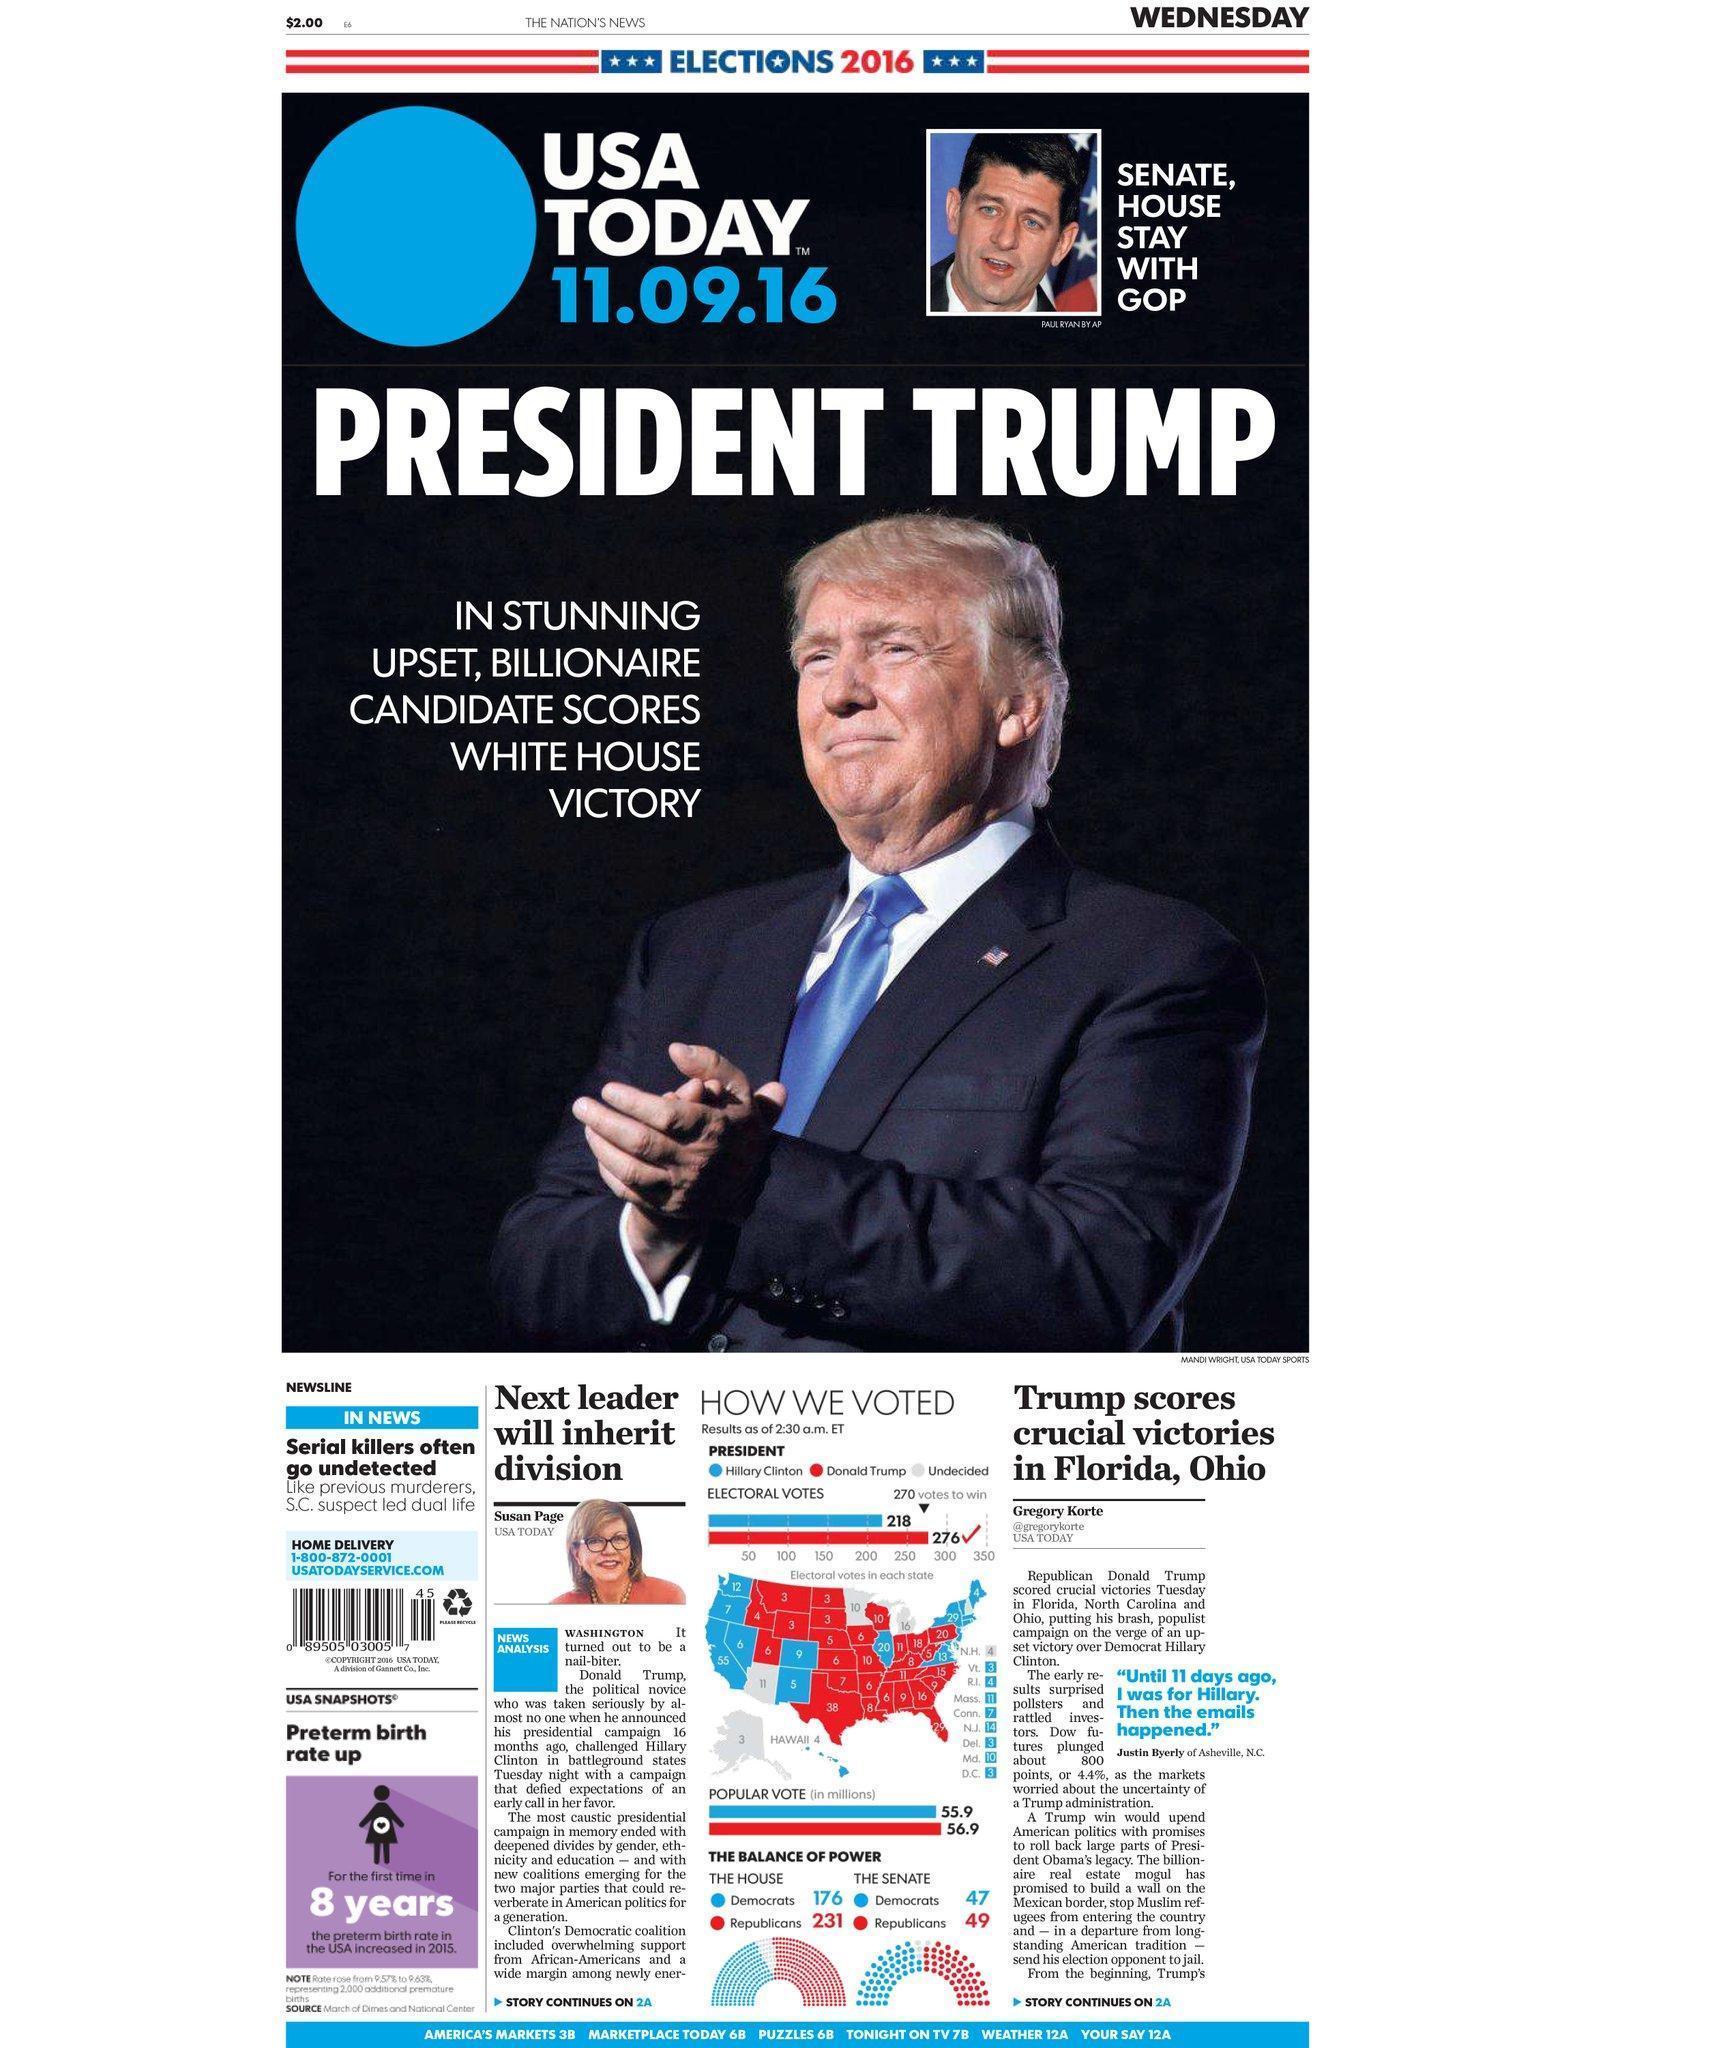 $2.00 E6 THE NATION'S NEWS WEDNESDAY
ELECTIONS 2016
USA
TODAY™
11.09.16
SENATE,
HOUSE
STAY
WITH
GOP
PAUL RYAN BY AP
PRESIDENT TRUMP
IN STUNNING
UPSET, BILLIONAIRE
CANDIDATE SCORES
WHITE HOUSE
VICTORY
MANDI WRIGHT, USA TODAY SPORTS
NEWSLINE
IN NEWS
Serial killers often
go undetected
Like previous murderers,
S.C. suspect led dual life
HOME DELIVERY
1-800-872-0001
USATODAYSERVICE.COM
45
PLEASE RECYCLE
0 89505 03005 7
©COPYRIGHT 2016 USA TODAY,
A division of Gannett Co., Inc.
USA SNAPSHOTS©
Preterm birth
rate up
For the first time in
8 years
the preterm birth rate in
the USA increased in 2015.
NOTE Rate rose from 9.57% to 9.63%,
representing 2,000 additional premature
births
SOURCE March of Dimes and National Center
Next leader
will inherit
division
Susan Page
USA TODAY
NEWS
ANALYSIS
WASHINGTON It
turned out to be a
nail-biter.
Donald Trump,
the political novice
who was taken seriously by al-
most no one when he announced
his presidential campaign 16
months ago, challenged Hillary
Clinton in battleground states
Tuesday night with a campaign
that defied expectations of an
early call in her favor.
The most caustic presidential
campaign in memory ended with
deepened divides by gender, eth-
nicity and education — and with
new coalitions emerging for the
two major parties that could re-
verberate in American politics for
a generation.
Clinton's Democratic coalition
included overwhelming support
from African-Americans and a
wide margin among newly ener-
STORY CONTINUES ON 2A
HOW WE VOTED
Results as of 2:30 a.m. ET
PRESIDENT
Hillary Clinton Donald Trump Undecided
ELECTORAL VOTES 270 votes to win
218
276
50 100 150 200 250 300 350
Electoral votes in each state
12 3 3 10 4
7 4 3 3 10 16 29
6 6 9 5 6 20 11 18 20 5 13
55 11 5 6 10 8 15
7 6 11 9
38 8 6 9 16 29
3 HAWAII 4
N.H. 4
Vt. 3
R.I. 4
Mass. 11
Conn. 7
N.J. 14
Del. 3
Md. 10
D.C. 3
POPULAR VOTE (in millions)
55.9
56.9
THE BALANCE OF POWER
THE HOUSE THE SENATE
Democrats 176 Democrats 47
Republicans 231 Republicans 49
Trump scores
crucial victories
in Florida, Ohio
Gregory Korte
@gregorykorte
USA TODAY
Republican Donald Trump
scored crucial victories Tuesday
in Florida, North Carolina and
Ohio, putting his brash, populist
campaign on the verge of an up-
set victory over Democrat Hillary
Clinton.
The early re-
sults surprised
pollsters and
rattled inves-
tors. Dow fu-
tures plunged
about 800
points, or 4.4%, as the markets
worried about the uncertainty of
a Trump administration.
A Trump win would upend
American politics with promises
to roll back large parts of Presi-
dent Obama's legacy. The billion-
aire real estate mogul has
promised to build a wall on the
Mexican border, stop Muslim ref-
ugees from entering the country
and — in a departure from long-
standing American tradition —
send his election opponent to jail.
From the beginning, Trump's
STORY CONTINUES ON 2A
“Until 11 days ago,
I was for Hillary.
Then the emails
happened.”
Justin Byerly of Asheville, N.C.
AMERICA'S MARKETS 3B MARKETPLACE TODAY 6B PUZZLES 6B TONIGHT ON TV 7B WEATHER 12A YOUR SAY 12A